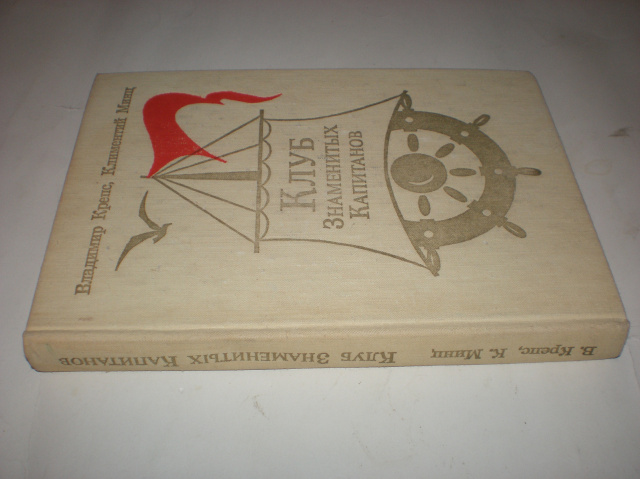 Владимир Крепс, Климентий Минц
Клуб
Знаменитых
Капитанов
В. Крепс, К. Минц Клуб Знаменитых Капитанов